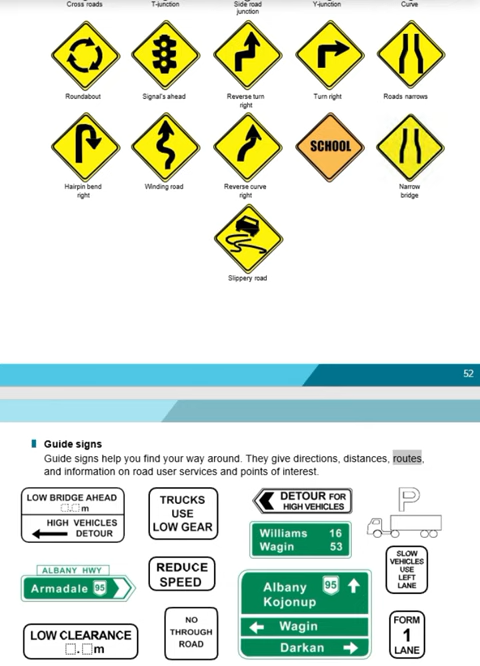 Cross roads
T-junction
Side road
junction
Y-junction
Curve
Roundabout
Signal's ahead
Reverse turn
right
Turn right
Roads narrows
SCHOOL
Hairpin bend
right
Winding road
Reverse curve
right
Narrow
bridge
Slippery road
52
Guide signs
Guide signs help you find your way around. They give directions, distances, routes,
and information on road user services and points of interest.
LOW BRIDGE AHEAD
.m
HIGH VEHICLES
DETOUR
TRUCKS
USE
LOW GEAR
DETOUR FOR
HIGH VEHICLES
P
Williams 16
Wagin 53
ALBANY HWY
Armadale 95
REDUCE
SPEED
SLOW
VEHICLES
USE
LEFT
LANE
Albany 95
Kojonup
Wagin
Darkan
LOW CLEARANCE
.m
NO
THROUGH
ROAD
FORM
1
LANE